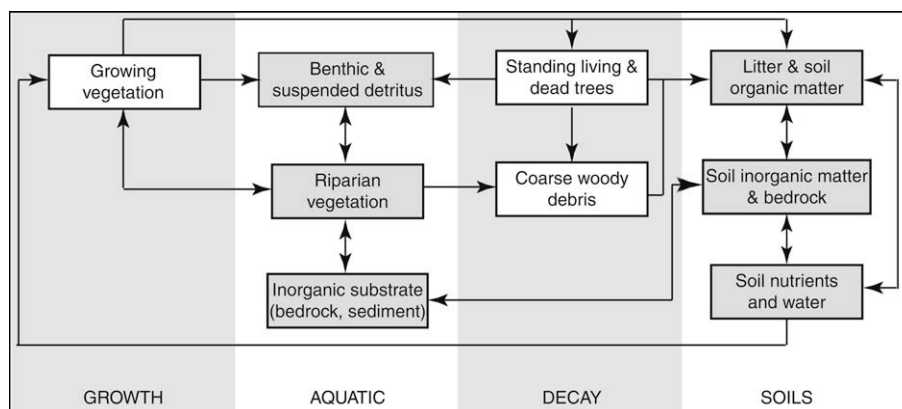 Growing
vegetation
Benthic &
suspended detritus
Standing living &
dead trees
Litter & soil
organic matter
Riparian
vegetation
Coarse woody
debris
Soil inorganic matter
& bedrock
Inorganic substrate
(bedrock, sediment)
Soil nutrients
and water
GROWTH
AQUATIC
DECAY
SOILS